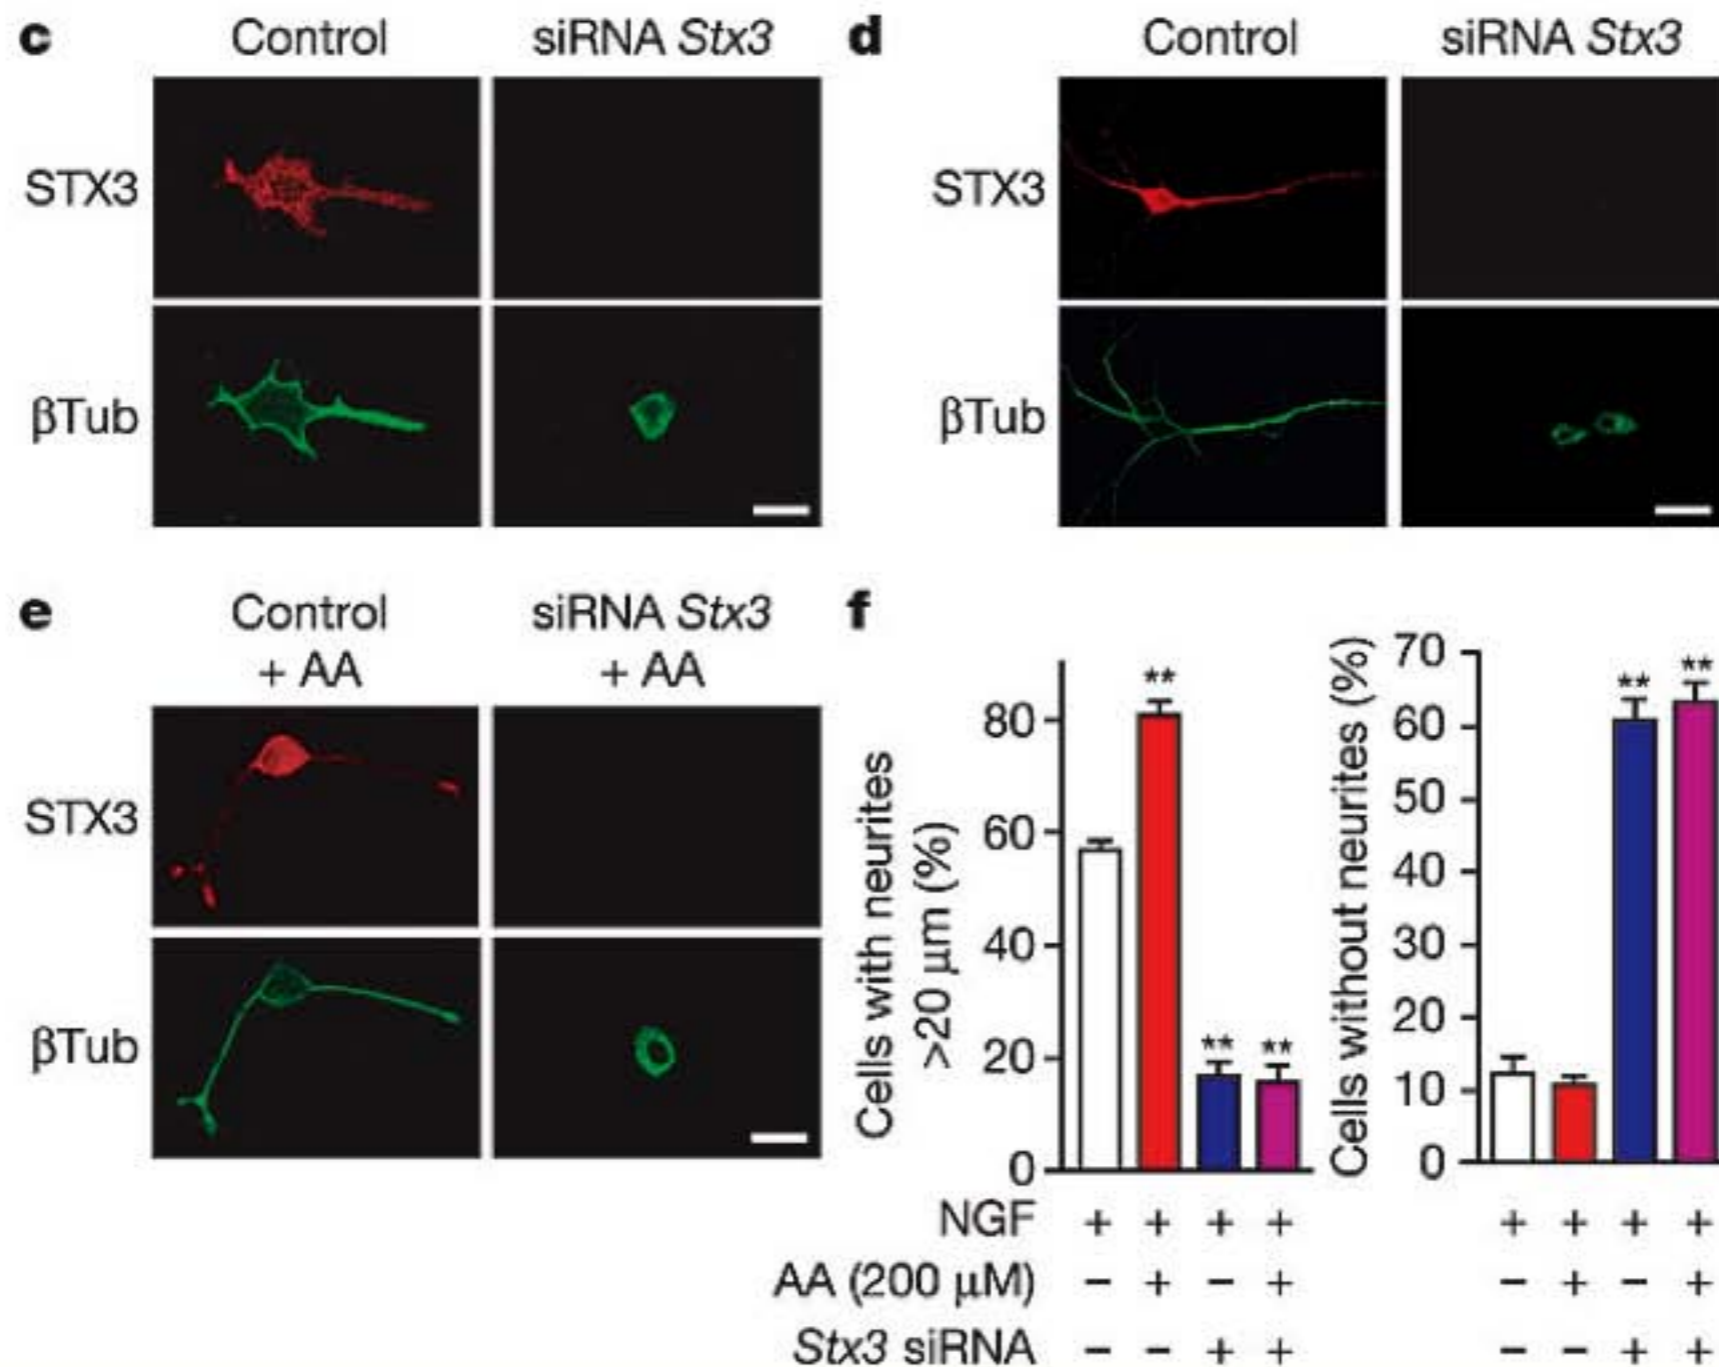 c Control siRNA Stx3
STX3
βTub
d Control siRNA Stx3
STX3
βTub
e Control siRNA Stx3
+ AA + AA
STX3
βTub
f
Cells with neurites
>20 μm (%)
80
60
40
20
0
** ** **
Cells without neurites (%)
70
60
50
40
30
20
10
0
** **
NGF + + + + + + + +
AA (200 μM) − + − + − + − +
Stx3 siRNA − − + + − − + +